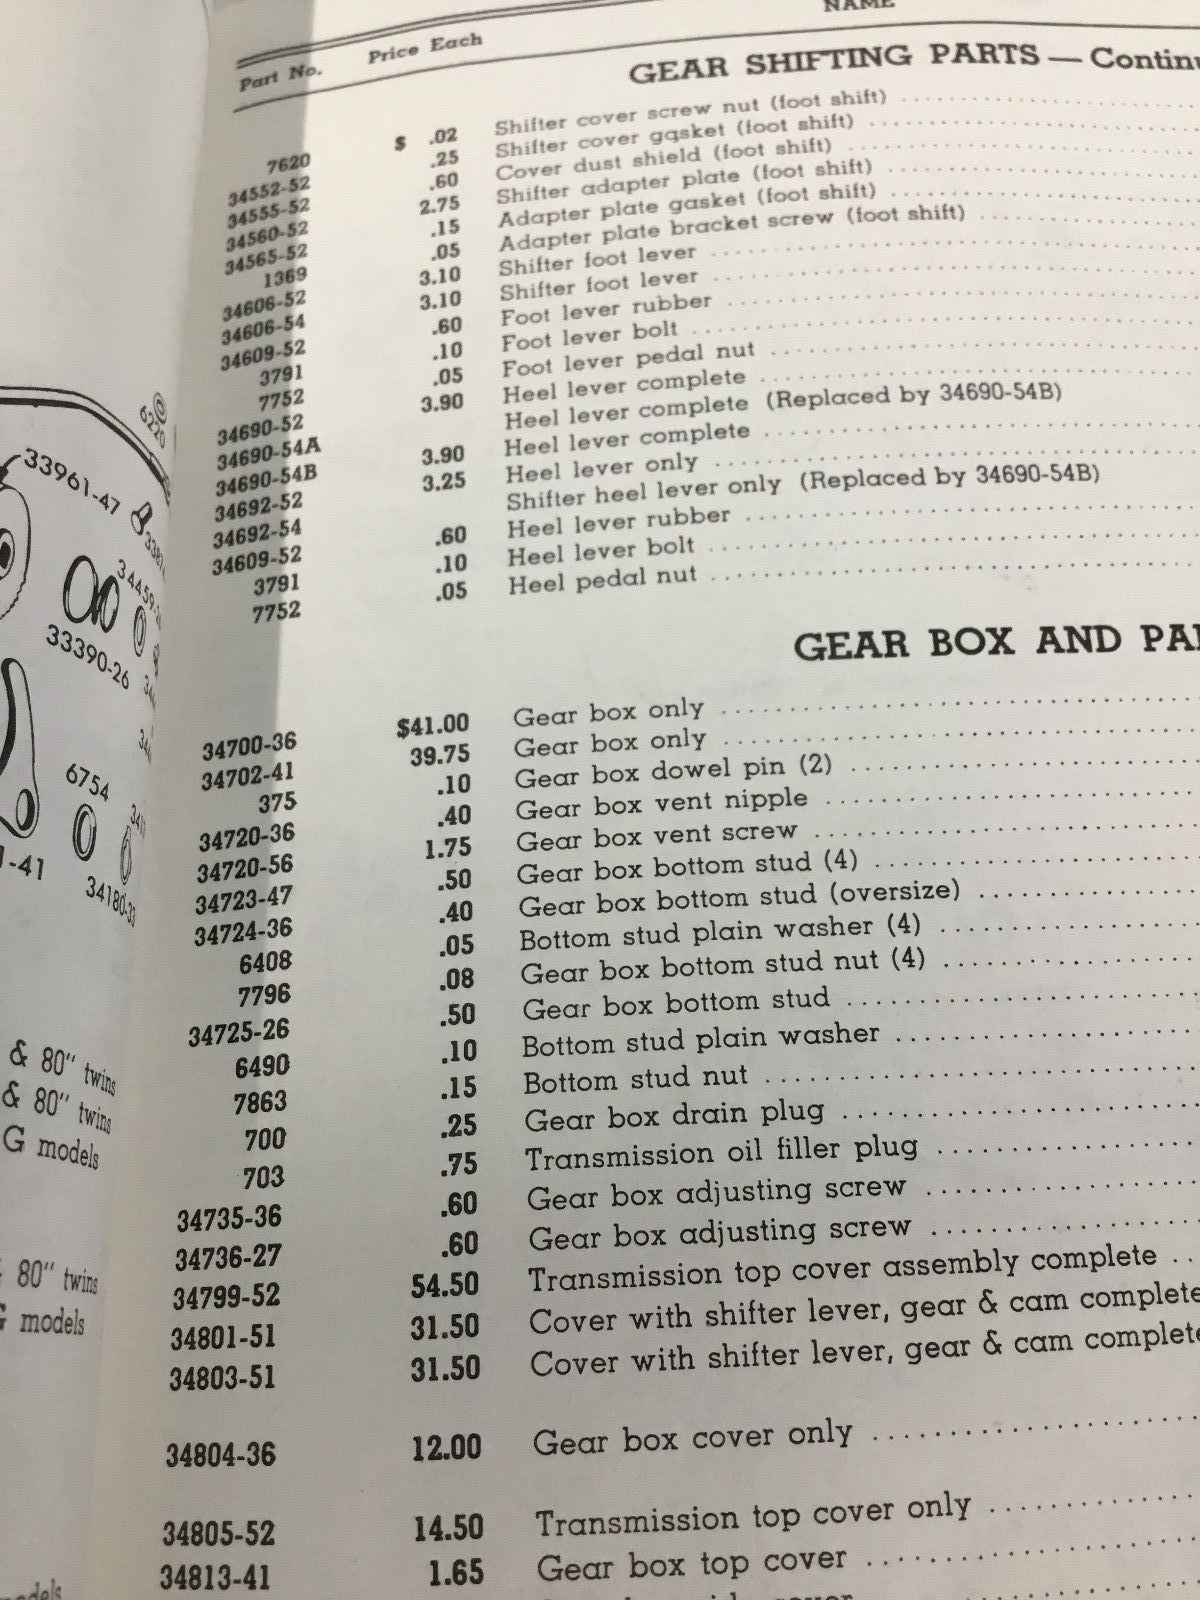 33961-47
6220
33390-26
6754
1-41
34180-33
& 80" twins
& 80" twins
G models
80" twins
models
models
Part No. Price Each NAME
GEAR SHIFTING PARTS — Continu
7620 $ .02 Shifter cover screw nut (foot shift)
34552-52 .25 Shifter cover gasket (foot shift)
34555-52 .60 Cover dust shield (foot shift)
34560-52 2.75 Shifter adapter plate (foot shift)
34565-52 .15 Adapter plate gasket (foot shift)
1369 .05 Adapter plate bracket screw (foot shift)
34606-52 3.10 Shifter foot lever
34606-54 3.10 Shifter foot lever
34609-52 .60 Foot lever rubber
3791 .10 Foot lever bolt
7752 .05 Foot lever pedal nut
34690-52 3.90 Heel lever complete
34690-54A Heel lever complete (Replaced by 34690-54B)
34690-54B 3.90 Heel lever complete
34692-52 3.25 Heel lever only
34692-54 Shifter heel lever only (Replaced by 34690-54B)
34609-52 .60 Heel lever rubber
3791 .10 Heel lever bolt
7752 .05 Heel pedal nut
GEAR BOX AND PAR
34700-36 $41.00 Gear box only
34702-41 39.75 Gear box only
375 .10 Gear box dowel pin (2)
34720-36 .40 Gear box vent nipple
34720-56 1.75 Gear box vent screw
34723-47 .50 Gear box bottom stud (4)
34724-36 .40 Gear box bottom stud (oversize)
6408 .05 Bottom stud plain washer (4)
7796 .08 Gear box bottom stud nut (4)
34725-26 .50 Gear box bottom stud
6490 .10 Bottom stud plain washer
7863 .15 Bottom stud nut
700 .25 Gear box drain plug
703 .75 Transmission oil filler plug
34735-36 .60 Gear box adjusting screw
34736-27 .60 Gear box adjusting screw
34799-52 54.50 Transmission top cover assembly complete
34801-51 31.50 Cover with shifter lever, gear & cam complete
34803-51 31.50 Cover with shifter lever, gear & cam complete
34804-36 12.00 Gear box cover only
34805-52 14.50 Transmission top cover only
34813-41 1.65 Gear box top cover